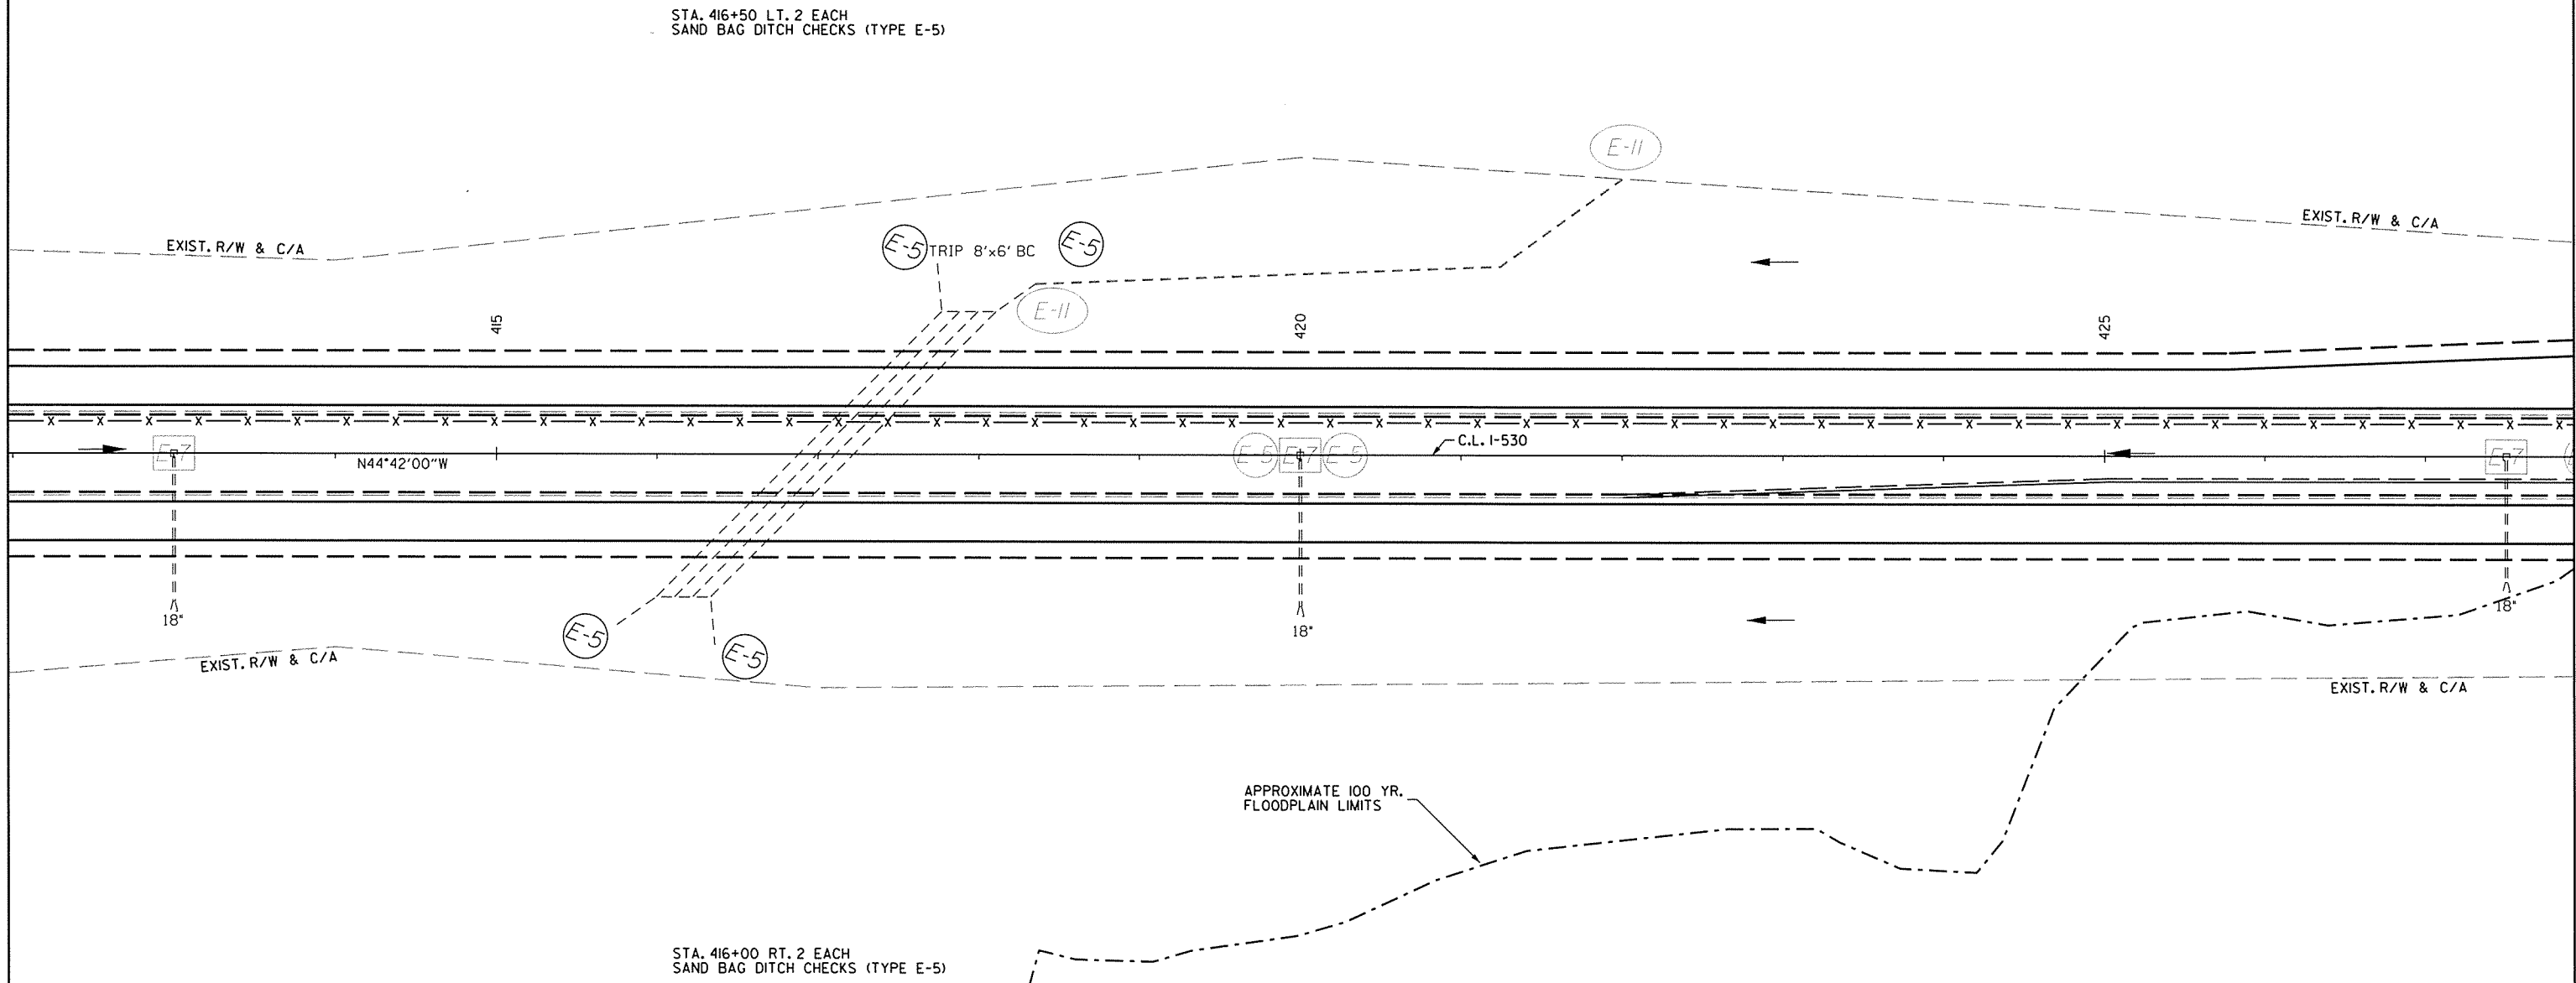 STA. 416+50 LT. 2 EACH
SAND BAG DITCH CHECKS (TYPE E-5)
E-11
EXIST. R/W & C/A
EXIST. R/W & C/A
E-5
TRIP 8'x6' BC
E-5
E-11
415
420
425
E-7
N44°42'00"W
E-5
E-7
E-5
C.L. I-530
E-7
18"
18"
18"
E-5
E-5
EXIST. R/W & C/A
EXIST. R/W & C/A
APPROXIMATE 100 YR.
FLOODPLAIN LIMITS
STA. 416+00 RT. 2 EACH
SAND BAG DITCH CHECKS (TYPE E-5)